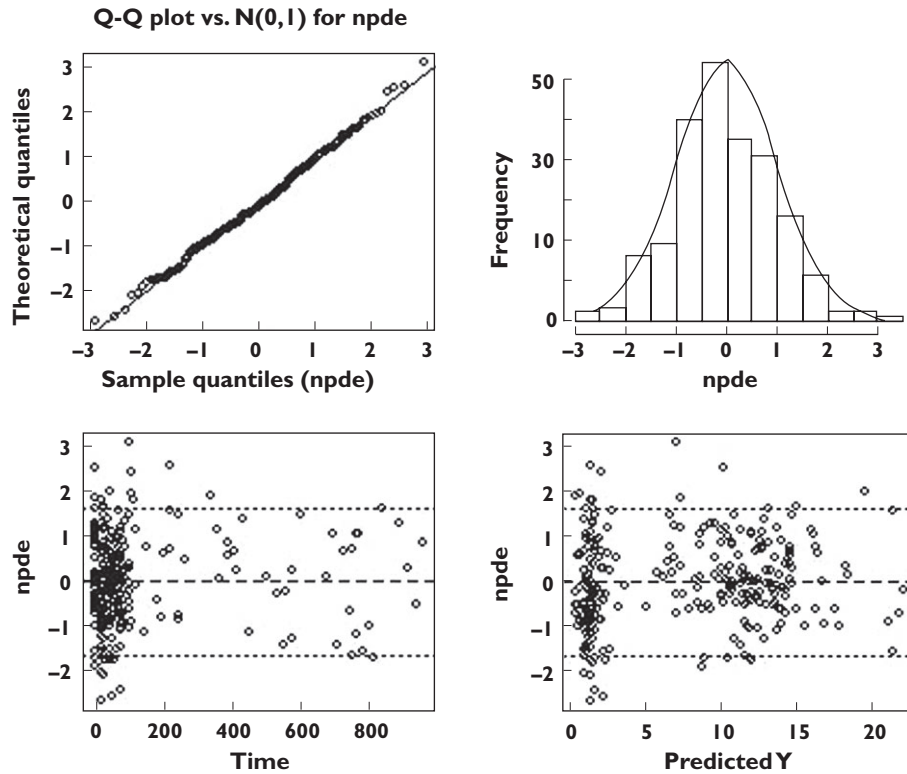 Q-Q plot vs. N(0,1) for npde
Theoretical quantiles
3
2
1
0
−1
−2
−3 −2 −1 0 1 2 3
Sample quantiles (npde)
Frequency
50
30
10
0
−3 −2 −1 0 1 2 3
npde
npde
3
2
1
0
−1
−2
0 200 400 600 800
Time
npde
3
2
1
0
−1
−2
0 5 10 15 20
Predicted Y